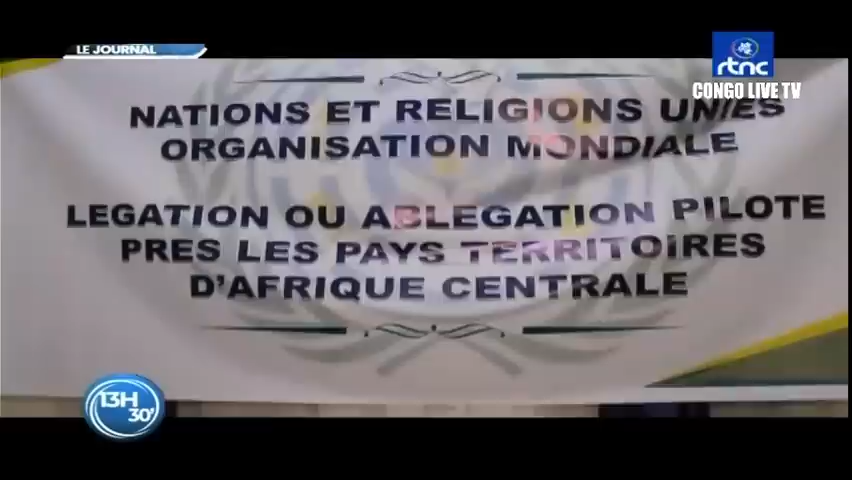 LE JOURNAL
rtnc
CONGO LIVE TV
NATIONS ET RELIGIONS UNIES
ORGANISATION MONDIALE
LEGATION OU ABLEGATION PILOTE
PRES LES PAYS TERRITOIRES
D'AFRIQUE CENTRALE
13H
30'